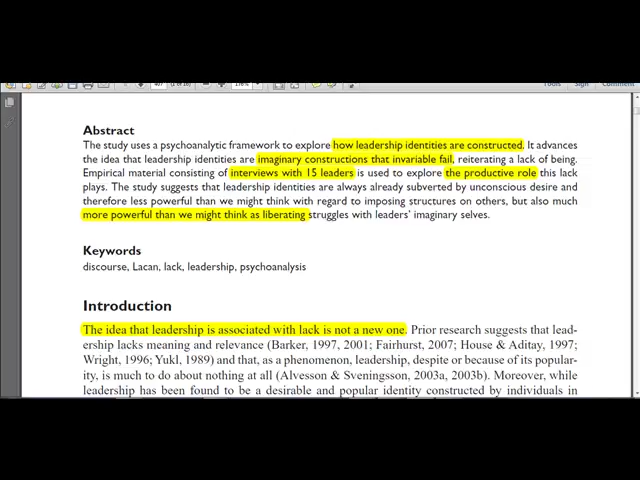 407 (1 of 16)
176%
Tools Sign Comment
Abstract
The study uses a psychoanalytic framework to explore how leadership identities are constructed. It advances
the idea that leadership identities are imaginary constructions that invariable fail, reiterating a lack of being.
Empirical material consisting of interviews with 15 leaders is used to explore the productive role this lack
plays. The study suggests that leadership identities are always already subverted by unconscious desire and
therefore less powerful than we might think with regard to imposing structures on others, but also much
more powerful than we might think as liberating struggles with leaders' imaginary selves.
Keywords
discourse, Lacan, lack, leadership, psychoanalysis
Introduction
The idea that leadership is associated with lack is not a new one. Prior research suggests that lead-
ership lacks meaning and relevance (Barker, 1997, 2001; Fairhurst, 2007; House & Aditay, 1997;
Wright, 1996; Yukl, 1989) and that, as a phenomenon, leadership, despite or because of its popular-
ity, is much to do about nothing at all (Alvesson & Sveningsson, 2003a, 2003b). Moreover, while
leadership has been found to be a desirable and popular identity constructed by individuals in